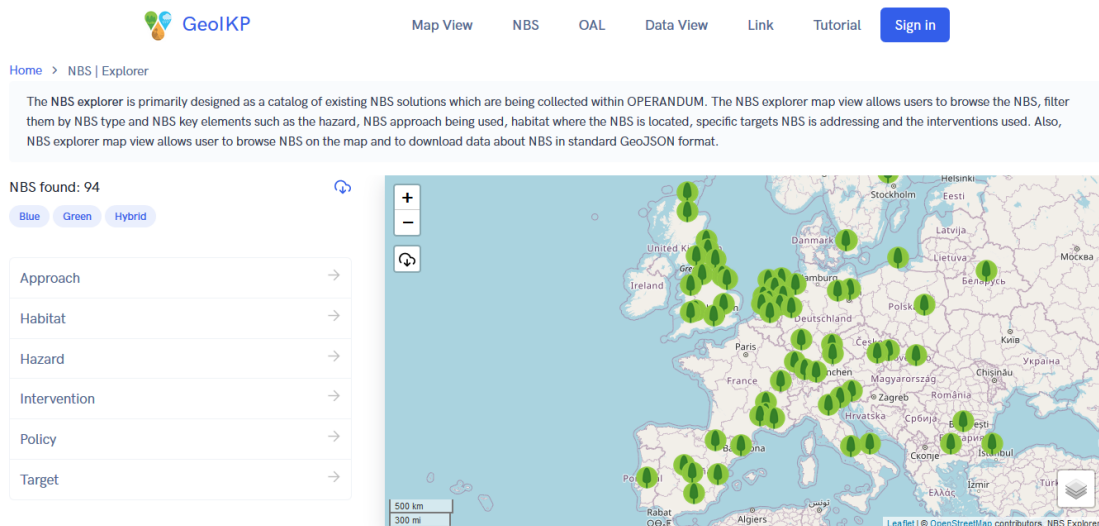 GeoIKP
Map View NBS OAL Data View Link Tutorial Sign in
Home > NBS | Explorer
The NBS explorer is primarily designed as a catalog of existing NBS solutions which are being collected within OPERANDUM. The NBS explorer map view allows users to browse the NBS, filter
them by NBS type and NBS key elements such as the hazard, NBS approach being used, habitat where the NBS is located, specific targets NBS is addressing and the interventions used. Also,
NBS explorer map view allows user to browse NBS on the map and to download data about NBS in standard GeoJSON format.
NBS found: 94
Blue Green Hybrid
Approach
Habitat
Hazard
Intervention
Policy
Target
+
−
Helsinki
Stockholm
Eesti
Latvija
Danmark
Lietuva
Москва
United
Ireland
Беларусь
Polska
Deutschland
Київ
Paris
Україна
France
Magyarország
Chișinău
Zagreb
România
Hrvatska
Србија
Скопје
İstanbul
İzmir
Ελλάς
Rabat
Algiers
تونس
500 km
300 mi
Leaflet | © OpenStreetMap contributors, NBS Explorer